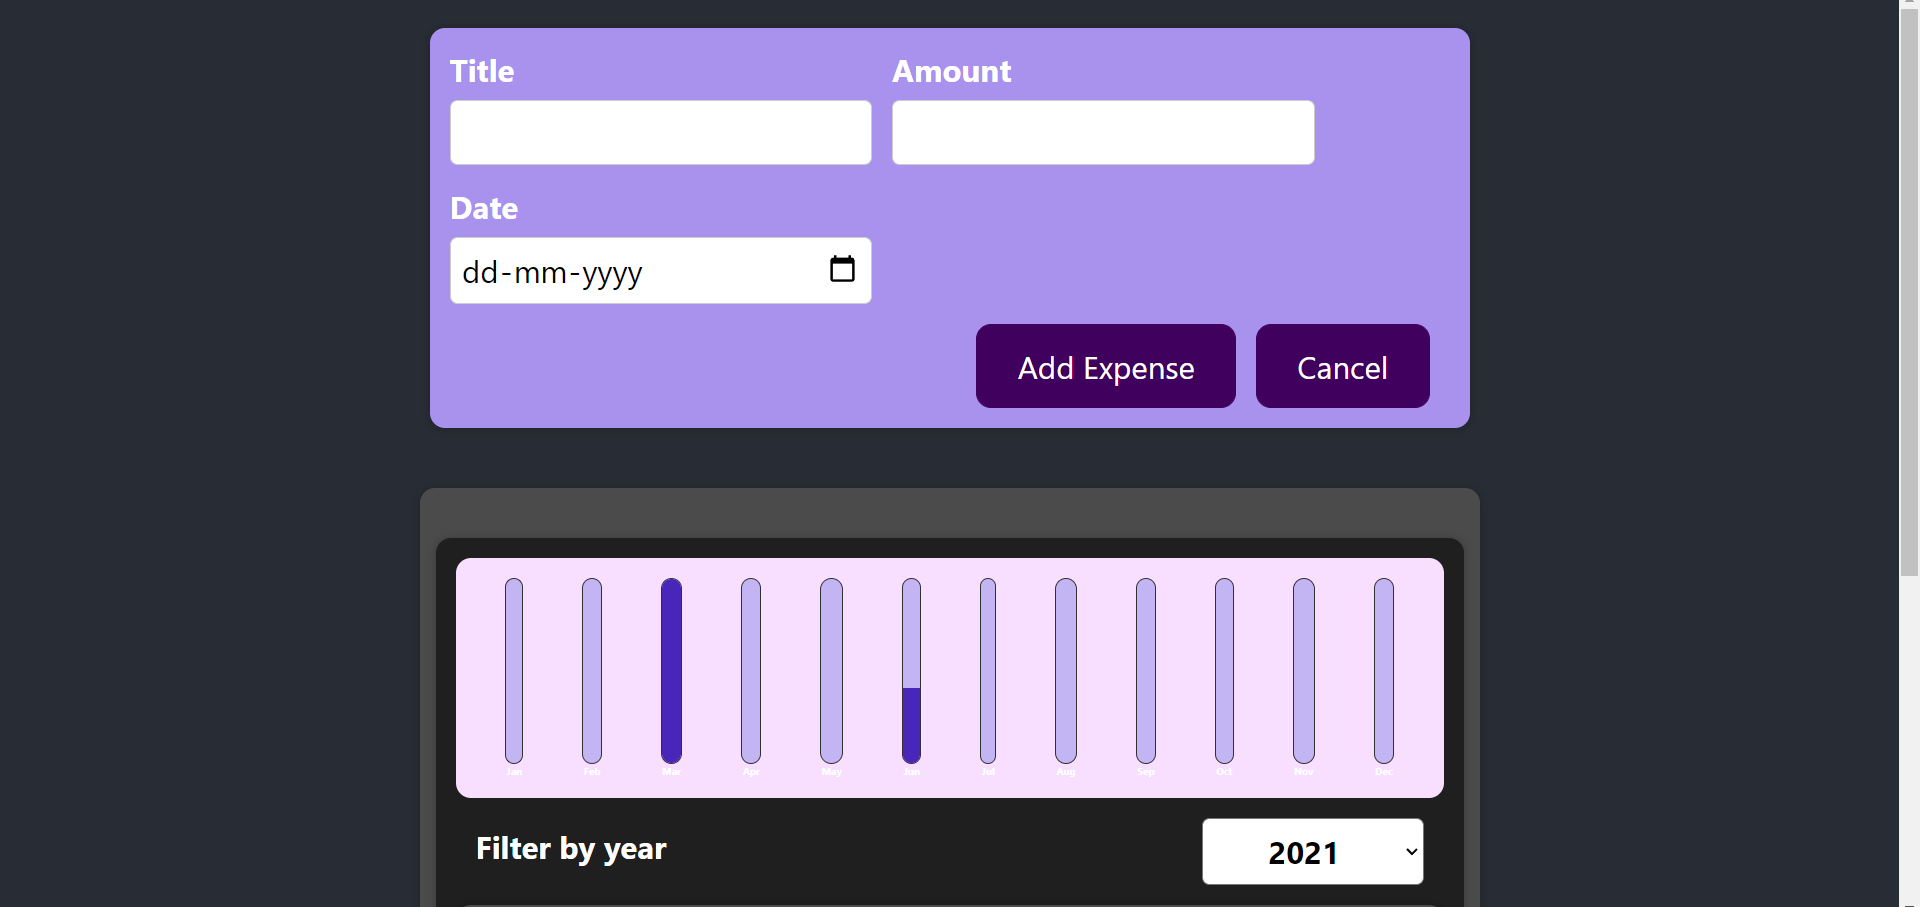 Title Amount
Date
dd-mm-yyyy
Add Expense Cancel
Jan Feb Mar Apr May Jun Jul Aug Sep Oct Nov Dec
Filter by year 2021